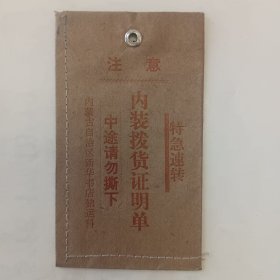 注意
特急速转
内装拨货证明单
中途请勿撕下
内蒙古自治区新华书店储运科